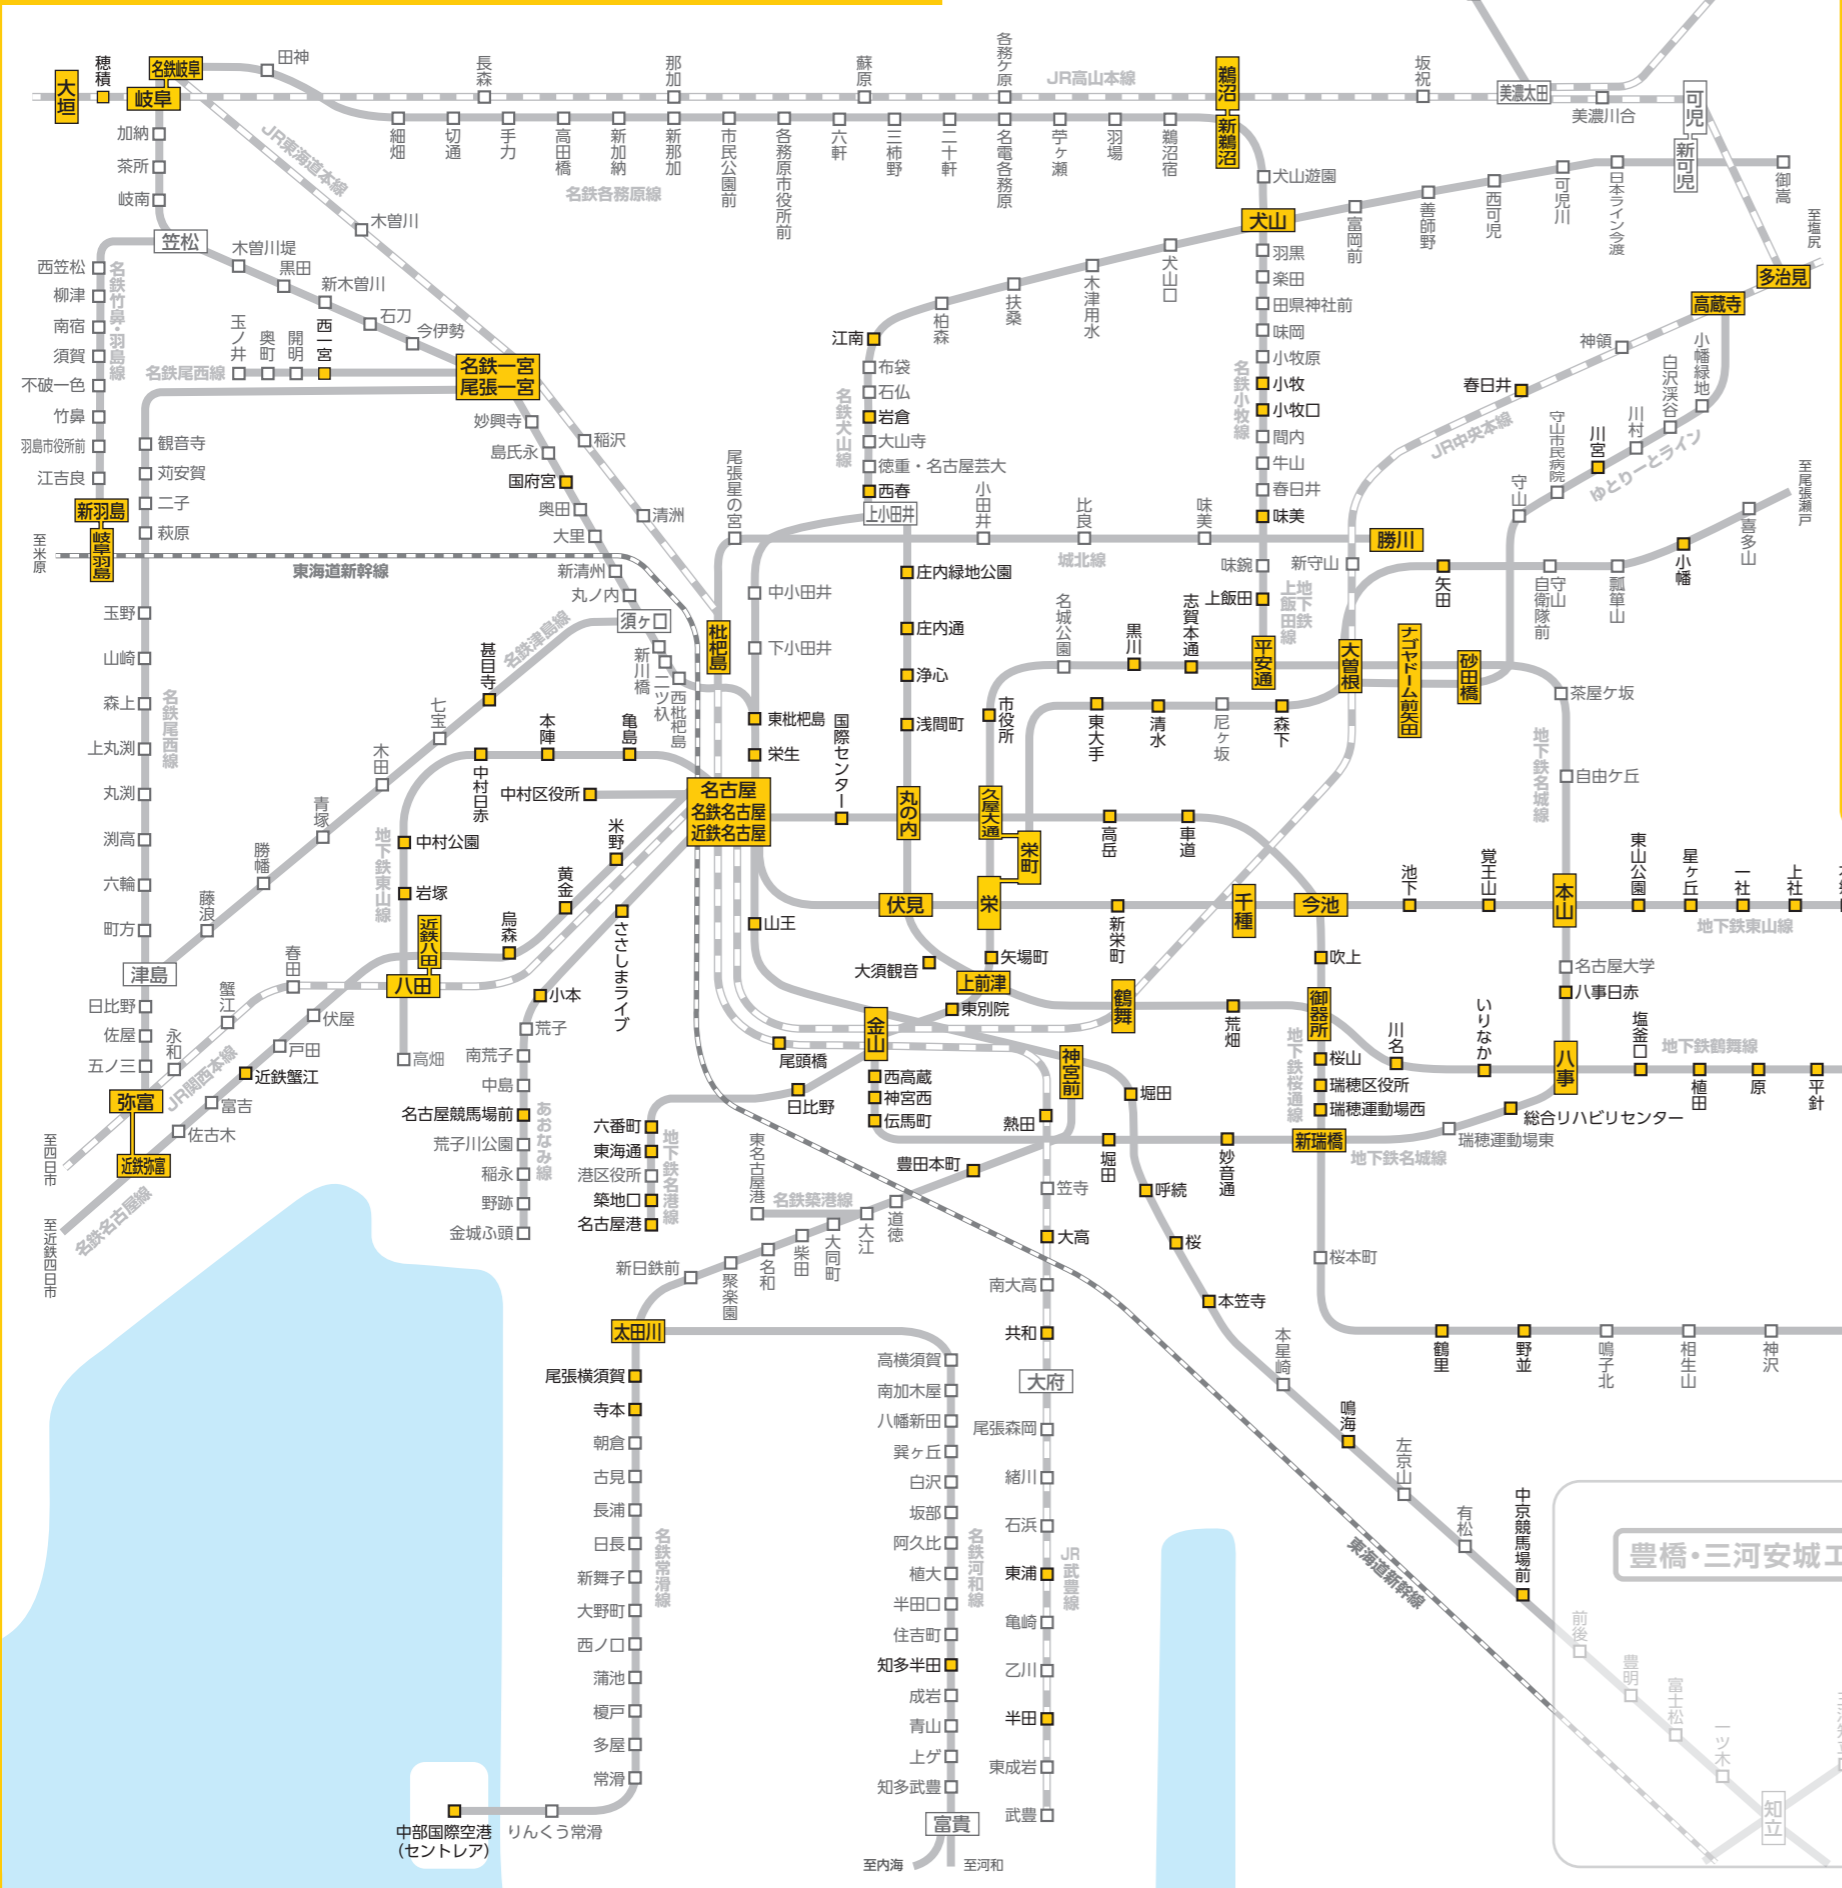 大垣
穂積
名鉄岐阜
岐阜
田神
長森
那加
蘇原
各務ケ原
JR高山本線
鵜沼
新鵜沼
坂祝
美濃太田
美濃川合
可児
新可児
加納
茶所
岐南
JR東海道本線
細畑
切通
手力
高田橋
新加納
新那加
市民公園前
各務原市役所前
六軒
三柿野
二十軒
名電各務原
苧ヶ瀬
羽場
鵜沼宿
名鉄各務原線
犬山遊園
犬山
富岡前
善師野
西可児
可児川
日本ライン今渡
御嵩
至塩尻
多治見
高蔵寺
笠松
木曽川堤
黒田
新木曽川
石刀
今伊勢
木曽川
西笠松
柳津
南宿
須賀
不破一色
竹鼻
羽島市役所前
江吉良
新羽島
岐阜羽島
名鉄竹鼻・羽島線
名鉄尾西線
玉ノ井
奥町
開明
西一宮
名鉄一宮
尾張一宮
観音寺
苅安賀
二子
萩原
至米原
東海道新幹線
妙興寺
島氏永
国府宮
奥田
大里
新清州
丸ノ内
須ヶ口
稲沢
清洲
新川橋
二ツ杁
西枇杷島
枇杷島
尾張星の宮
小田井
比良
味美
城北線
勝川
江南
布袋
石仏
岩倉
大山寺
徳重・名古屋芸大
西春
上小田井
名鉄犬山線
柏森
扶桑
木津用水
犬山口
羽黒
楽田
田県神社前
味岡
小牧原
小牧
小牧口
間内
牛山
春日井
味美
味鋺
上飯田
平安通
名鉄小牧線
地下鉄上飯田線
神領
春日井
JR中央本線
新守山
小幡緑地
白沢渓谷
川村
川宮
守山市民病院
守山
ゆとりーとライン
至尾張瀬戸
喜多山
小幡
瓢箪山
守山自衛隊前
矢田
大曽根
ナゴヤドーム前矢田
砂田橋
茶屋ケ坂
自由ケ丘
地下鉄名城線
中小田井
下小田井
東枇杷島
栄生
庄内緑地公園
庄内通
浄心
浅間町
名城公園
黒川
志賀本通
市役所
東大手
清水
尼ヶ坂
森下
玉野
山崎
森上
上丸渕
丸渕
渕高
六輪
町方
津島
日比野
佐屋
五ノ三
弥富
近鉄弥富
名鉄尾西線
名鉄津島線
甚目寺
七宝
木田
青塚
勝幡
藤浪
中村日赤
本陣
亀島
中村区役所
名古屋
名鉄名古屋
近鉄名古屋
国際センター
丸の内
久屋大通
栄町
高岳
車道
中村公園
岩塚
地下鉄東山線
近鉄八田
八田
高畑
米野
黄金
烏森
ささしまライブ
小本
荒子
南荒子
中島
名古屋競馬場前
荒子川公園
稲永
野跡
金城ふ頭
あおなみ線
春田
蟹江
永和
伏屋
戸田
近鉄蟹江
富吉
佐古木
JR関西本線
至四日市
至近鉄四日市
名鉄名古屋線
山王
伏見
栄
新栄町
千種
今池
池下
覚王山
本山
東山公園
星ヶ丘
一社
上社
地下鉄東山線
大須観音
矢場町
上前津
東別院
金山
鶴舞
荒畑
御器所
吹上
川名
いりなか
八事
八事日赤
名古屋大学
塩釜口
植田
原
平針
地下鉄鶴舞線
桜山
瑞穂区役所
瑞穂運動場西
新瑞橋
地下鉄桜通線
総合リハビリセンター
瑞穂運動場東
地下鉄名城線
尾頭橋
日比野
西高蔵
神宮西
伝馬町
神宮前
熱田
堀田
堀田
妙音通
六番町
東海通
港区役所
築地口
名古屋港
地下鉄名港線
東名古屋港
名鉄築港線
豊田本町
道徳
大江
大同町
柴田
名和
聚楽園
新日鉄前
太田川
笠寺
大高
南大高
共和
大府
呼続
桜
本笠寺
本星崎
鳴海
左京山
有松
中京競馬場前
桜本町
鶴里
野並
鳴子北
相生山
神沢
尾張横須賀
寺本
朝倉
古見
長浦
日長
新舞子
大野町
西ノ口
蒲池
榎戸
多屋
常滑
りんくう常滑
中部国際空港
(セントレア)
名鉄常滑線
高横須賀
南加木屋
八幡新田
巽ヶ丘
白沢
坂部
阿久比
植大
半田口
住吉町
知多半田
成岩
青山
上ゲ
知多武豊
富貴
至内海
至河和
名鉄河和線
尾張森岡
緒川
石浜
東浦
亀崎
乙川
半田
東成岩
武豊
JR武豊線
東海道新幹線
豊橋・三河安城エ
前後
豊明
富士松
一ツ木
知立